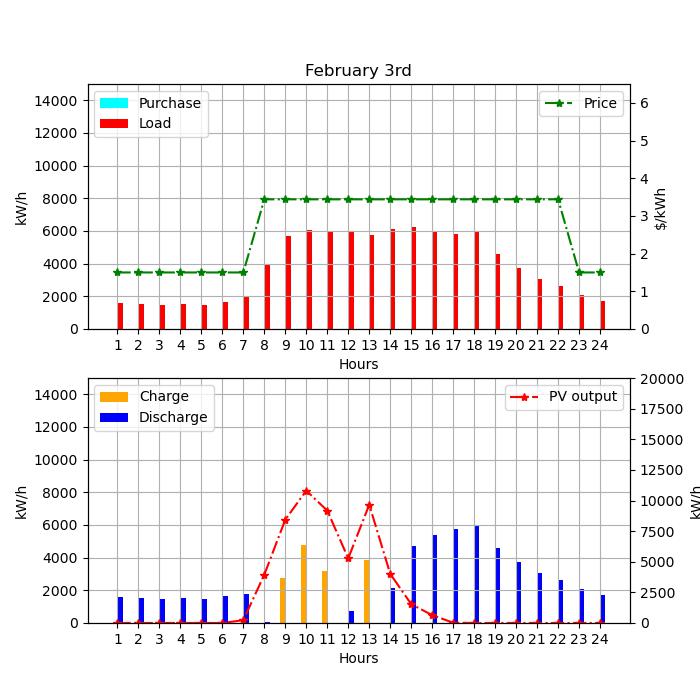 February 3rd
Purchase
Load
Price
14000
12000
10000
8000
6000
4000
2000
0
kW/h
6
5
4
3
2
1
0
$/kWh
1 2 3 4 5 6 7 8 9 10 11 12 13 14 15 16 17 18 19 20 21 22 23 24
Hours
Charge
Discharge
PV output
14000
12000
10000
8000
6000
4000
2000
0
kW/h
20000
17500
15000
12500
10000
7500
5000
2500
0
kW/h
1 2 3 4 5 6 7 8 9 10 11 12 13 14 15 16 17 18 19 20 21 22 23 24
Hours